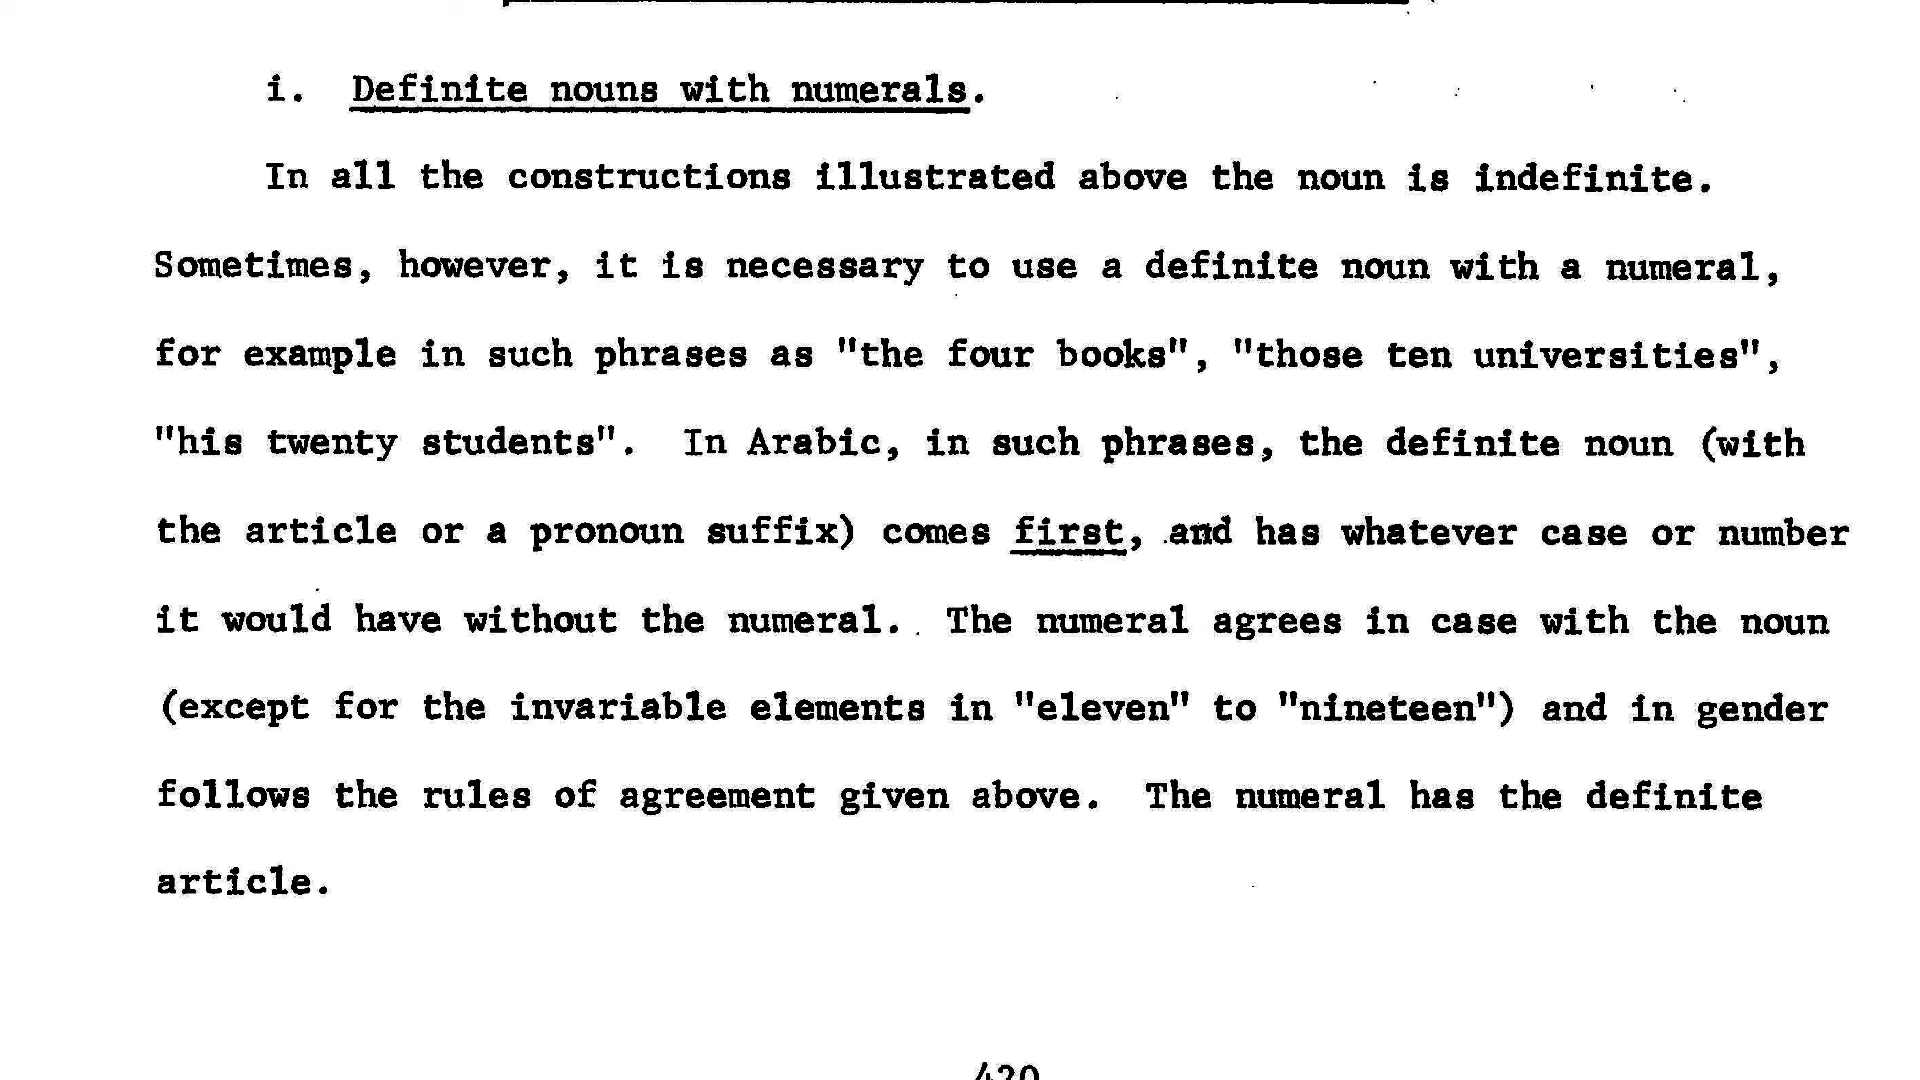 i. Definite nouns with numerals.
In all the constructions illustrated above the noun is indefinite.
Sometimes, however, it is necessary to use a definite noun with a numeral,
for example in such phrases as "the four books", "those ten universities",
"his twenty students". In Arabic, in such phrases, the definite noun (with
the article or a pronoun suffix) comes first, and has whatever case or number
it would have without the numeral. The numeral agrees in case with the noun
(except for the invariable elements in "eleven" to "nineteen") and in gender
follows the rules of agreement given above. The numeral has the definite
article.
420